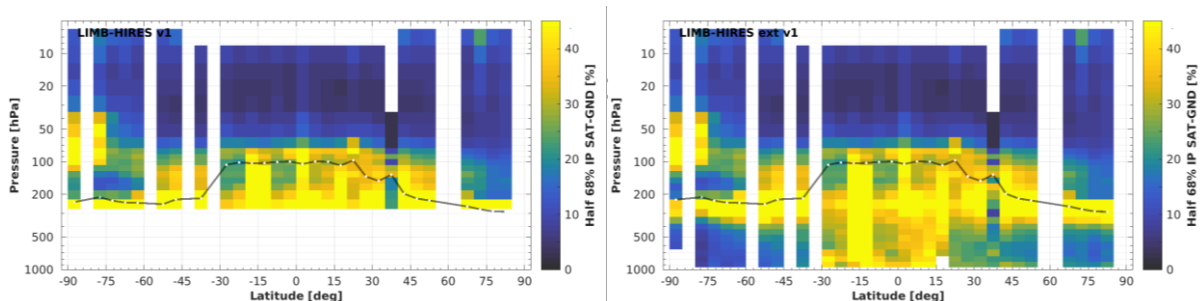 LIMB-HIRES v1
Pressure [hPa]
10
20
50
100
200
500
1000
-90 -75 -60 -45 -30 -15 0 15 30 45 60 75 90
Latitude [deg]
40
30
20
10
0
Half 68% IP SAT-GND [%]
LIMB-HIRES ext v1
Pressure [hPa]
10
20
50
100
200
500
1000
-90 -75 -60 -45 -30 -15 0 15 30 45 60 75 90
Latitude [deg]
40
30
20
10
0
Half 68% IP SAT-GND [%]